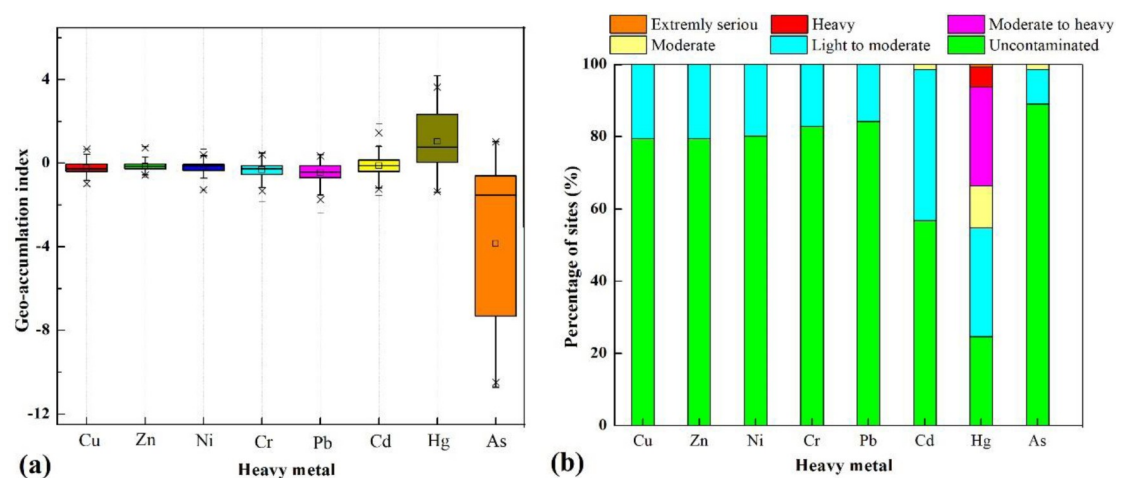 4
0
-4
-8
-12
Geo-accumulation index
Cu Zn Ni Cr Pb Cd Hg As
Heavy metal
(a)
Extremly seriou Heavy Moderate to heavy
Moderate Light to moderate Uncontaminated
100
80
60
40
20
0
Percentage of sites (%)
Cu Zn Ni Cr Pb Cd Hg As
Heavy metal
(b)